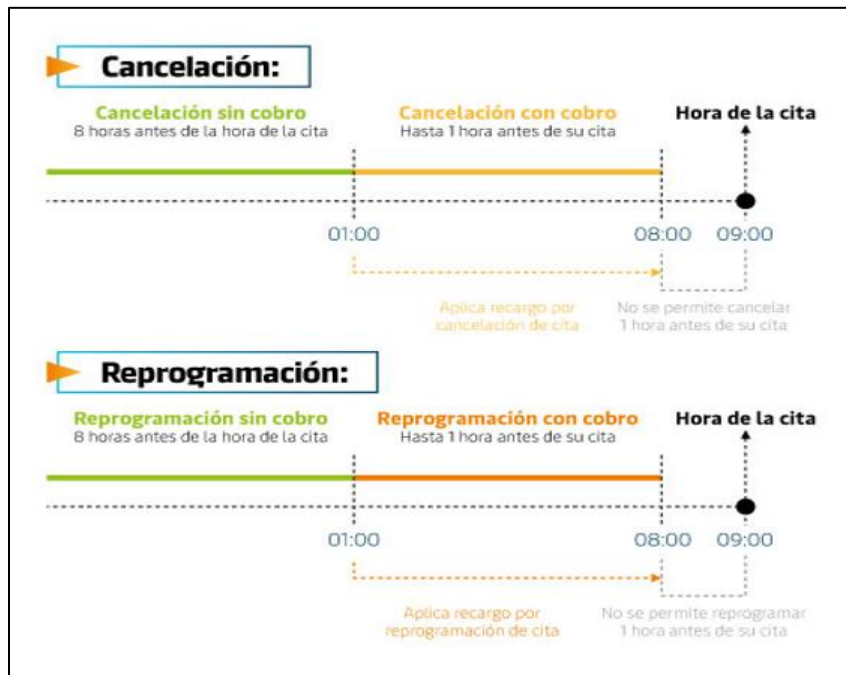 Cancelación:
Cancelación sin cobro
8 horas antes de la hora de la cita
Cancelación con cobro
Hasta 1 hora antes de su cita
Hora de la cita
01:00
08:00
09:00
Aplica recargo por
cancelación de cita
No se permite cancelar
1 hora antes de su cita
Reprogramación:
Reprogramación sin cobro
8 horas antes de la hora de la cita
Reprogramación con cobro
Hasta 1 hora antes de su cita
Hora de la cita
01:00
08:00
09:00
Aplica recargo por
reprogramación de cita
No se permite reprogramar
1 hora antes de su cita